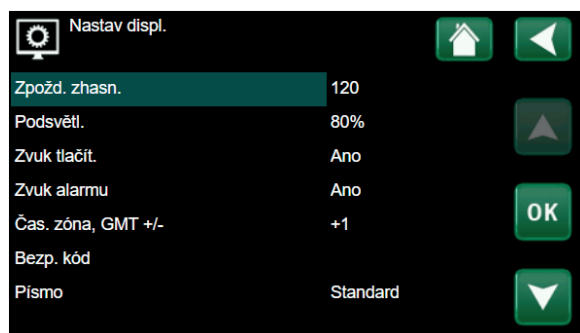 Nastav displ.
Zpožd. zhasn. 120
Podsvětl. 80%
Zvuk tlačít. Ano
Zvuk alarmu Ano
Čas. zóna, GMT +/- +1
OK
Bezp. kód
Písmo Standard